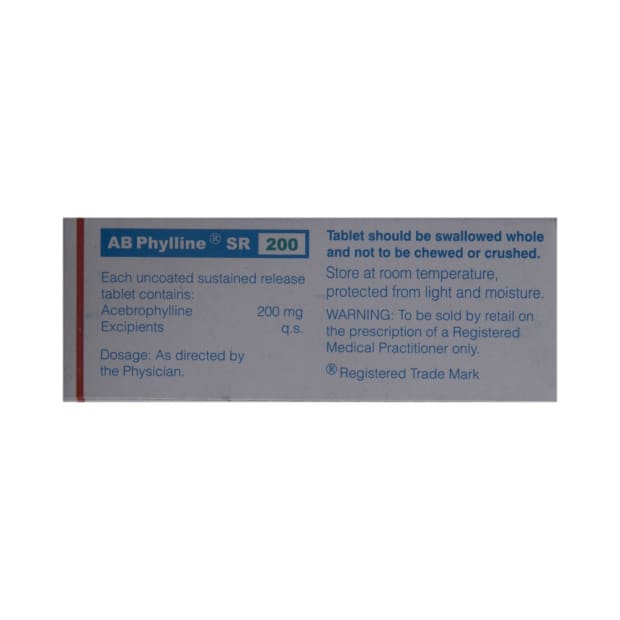 AB Phylline® SR 200
Each uncoated sustained release
tablet contains:
Acebrophylline 200 mg
Excipients q.s.
Dosage: As directed by
the Physician.
Tablet should be swallowed whole
and not to be chewed or crushed.
Store at room temperature,
protected from light and moisture.
WARNING: To be sold by retail on
the prescription of a Registered
Medical Practitioner only.
® Registered Trade Mark